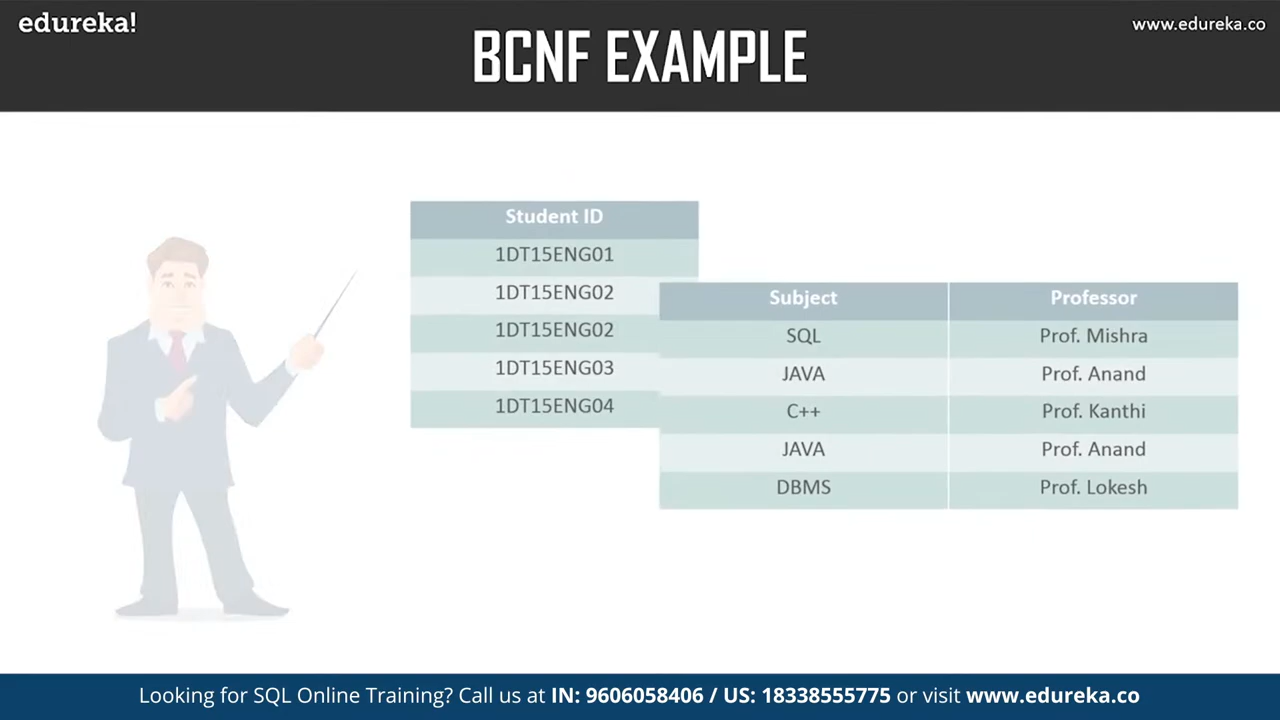 edureka!
www.edureka.co
BCNF EXAMPLE
Student ID
1DT15ENG01
1DT15ENG02
1DT15ENG02
1DT15ENG03
1DT15ENG04
Subject Professor
SQL Prof. Mishra
JAVA Prof. Anand
C++ Prof. Kanthi
JAVA Prof. Anand
DBMS Prof. Lokesh
Looking for SQL Online Training? Call us at IN: 9606058406 / US: 18338555775 or visit www.edureka.co